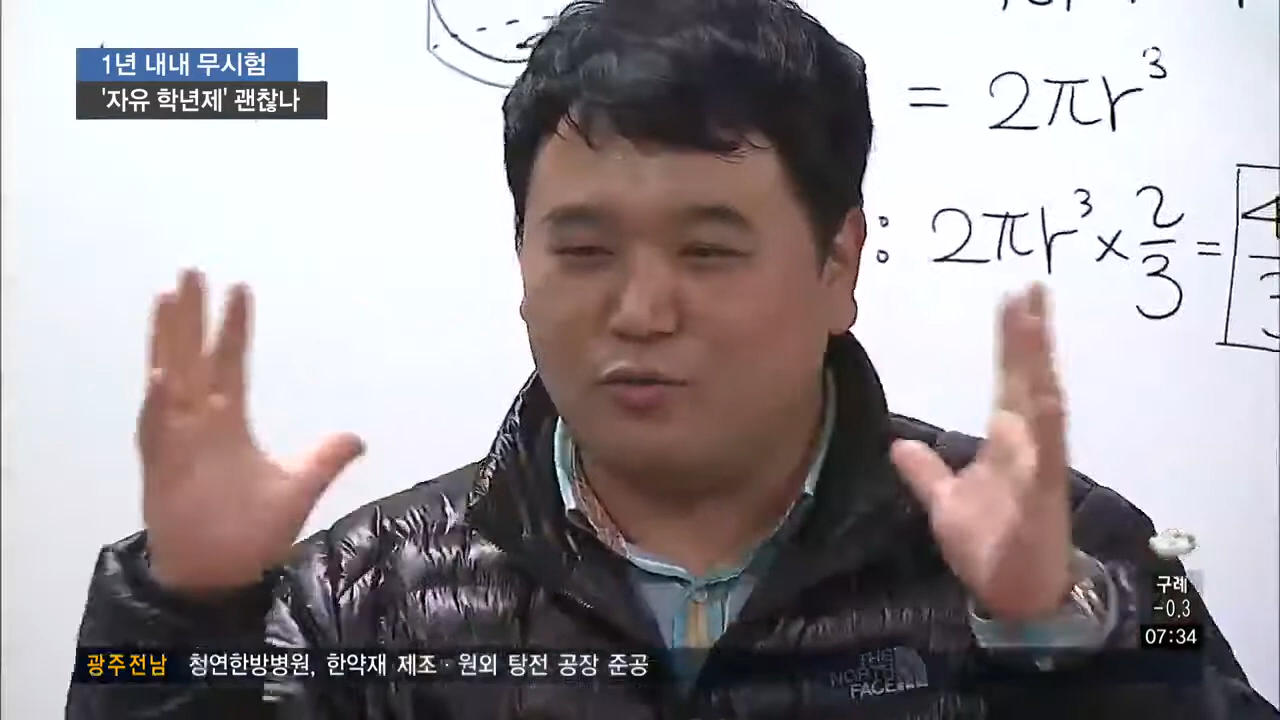 1년 내내 무시험
'자유 학년제' 괜찮나
= 2πr³
: 2πr³ × 2/3 =
구례
-0.3
07:34
광주전남 청연한방병원, 한약재 제조·원외 탕전 공장 준공
THE
NORTH
FACE